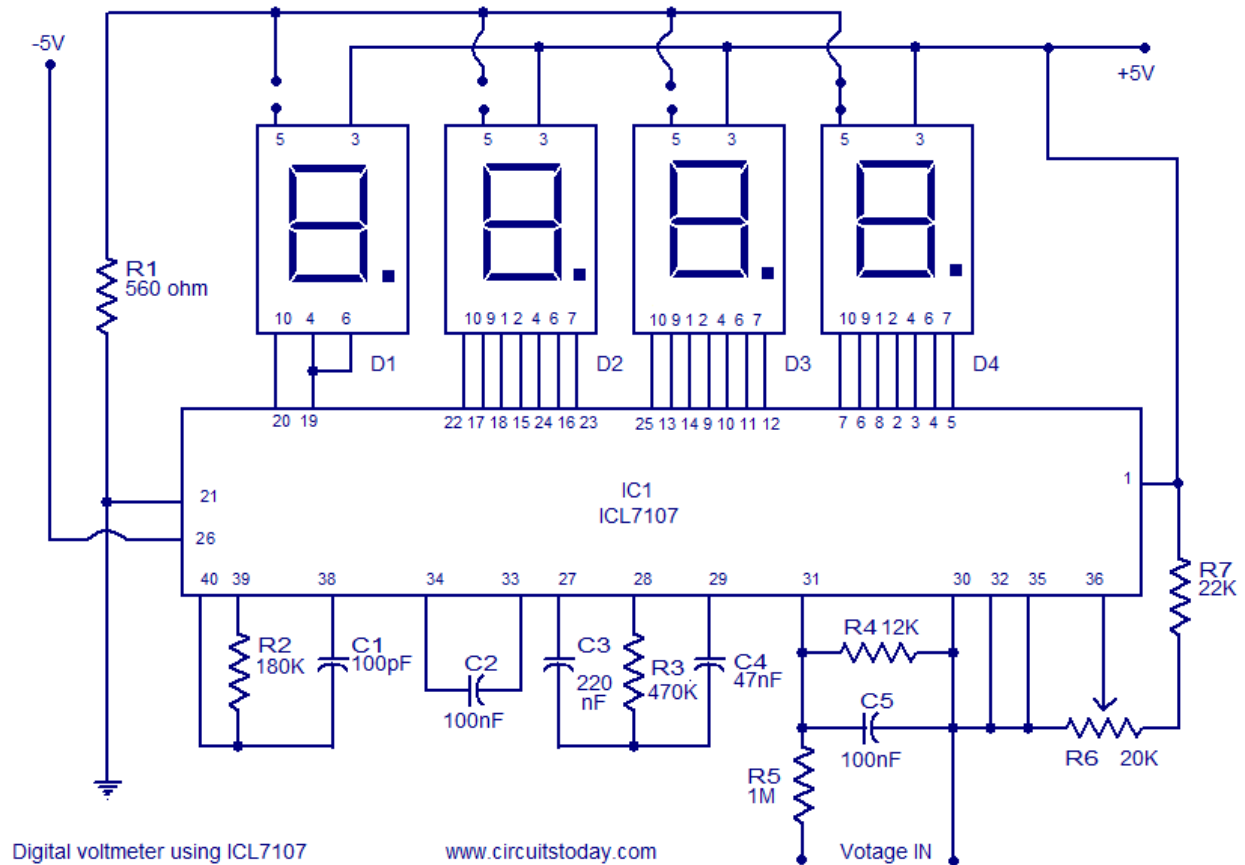 -5V
+5V
5 3
5 3
5 3
5 3
R1
560 ohm
10 4 6
10 9 1 2 4 6 7
10 9 1 2 4 6 7
10 9 1 2 4 6 7
D1
D2
D3
D4
20 19
22 17 18 15 24 16 23
25 13 14 9 10 11 12
7 6 8 2 3 4 5
21
26
IC1
ICL7107
1
40 39 38 34 33 27 28 29 31 30 32 35 36
R2
180K
C1
100pF
C2
100nF
C3
220
nF
R3
470K
C4
47nF
R4 12K
C5
100nF
R5
1M
R6 20K
R7
22K
Digital voltmeter using ICL7107
www.circuitstoday.com
Votage IN